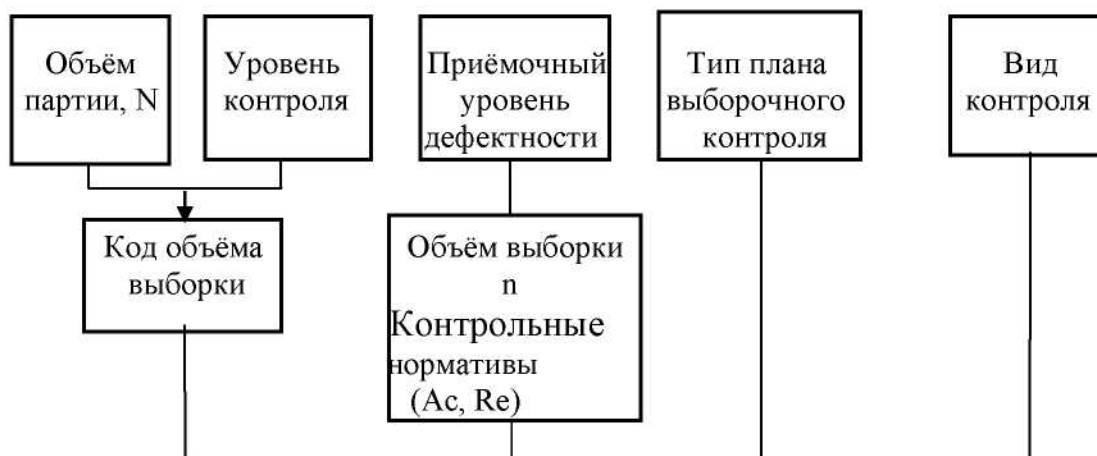 Объём
партии, N
Уровень
контроля
Приёмочный
уровень
дефектности
Тип плана
выборочного
контроля
Вид
контроля
Код объёма
выборки
Объём выборки
n
Контрольные
нормативы
(Ac, Re)